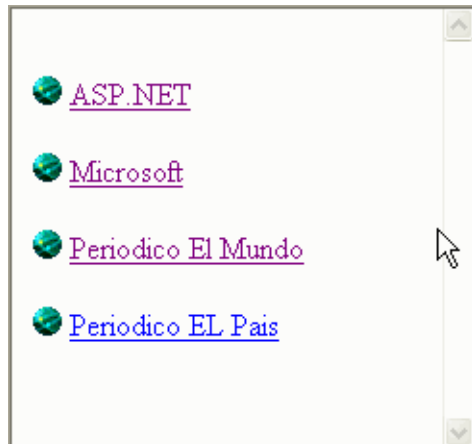 ASP.NET
Microsoft
Periodico El Mundo
Periodico EL Pais